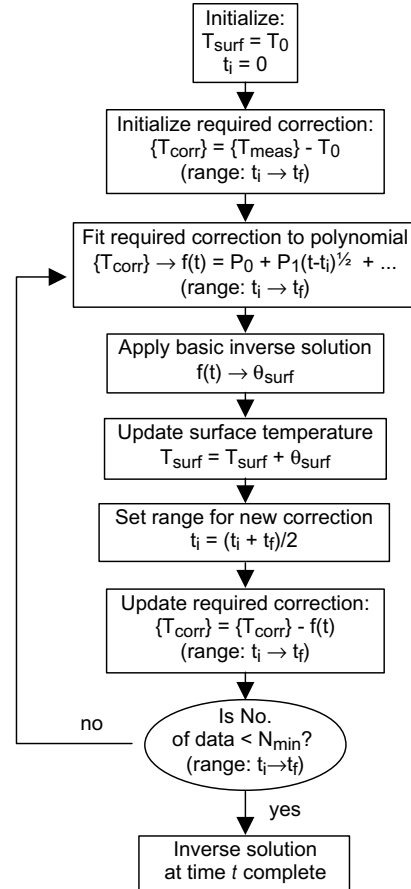 Initialize:
T_surf = T_0
t_i = 0
Initialize required correction:
{T_corr} = {T_meas} - T_0
(range: t_i → t_f)
Fit required correction to polynomial
{T_corr} → f(t) = P_0 + P_1(t-t_i)^½ + ...
(range: t_i → t_f)
Apply basic inverse solution
f(t) → θ_surf
Update surface temperature
T_surf = T_surf + θ_surf
Set range for new correction
t_i = (t_i + t_f)/2
Update required correction:
{T_corr} = {T_corr} - f(t)
(range: t_i → t_f)
no
Is No.
of data < N_min?
(range: t_i→t_f)
yes
Inverse solution
at time t complete